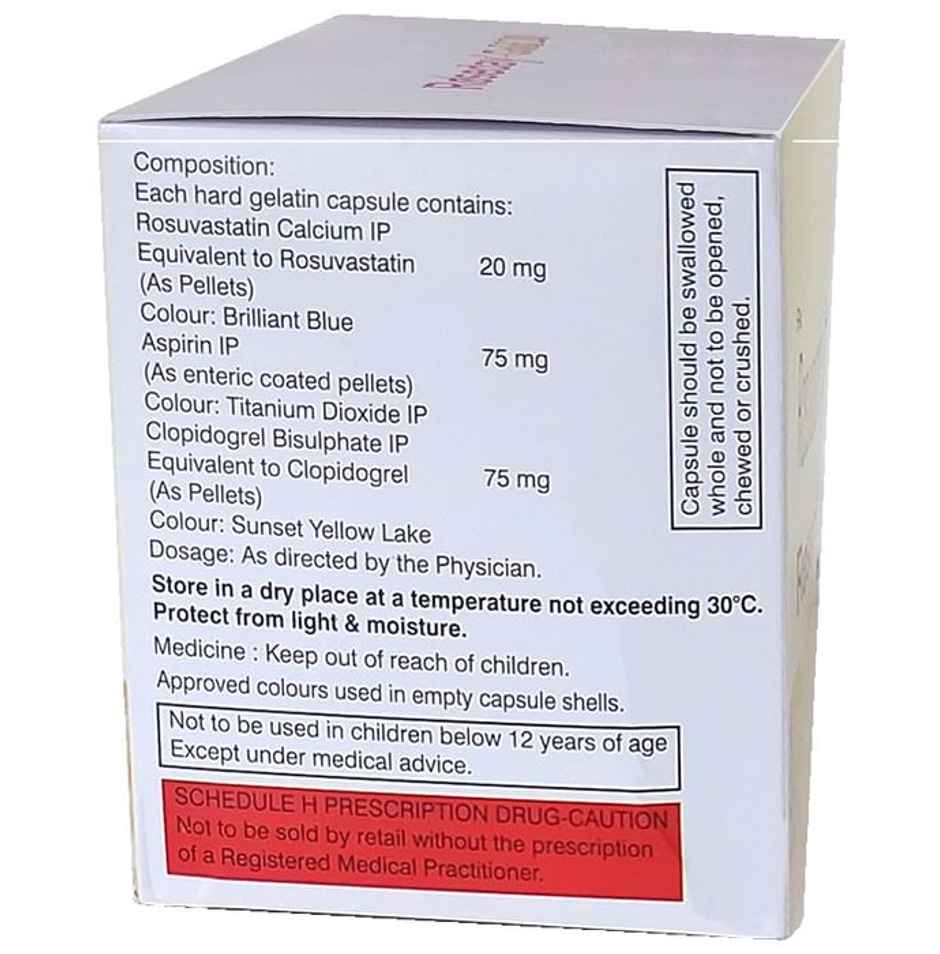 Composition:
Each hard gelatin capsule contains:
Rosuvastatin Calcium IP
Equivalent to Rosuvastatin 20 mg
(As Pellets)
Colour: Brilliant Blue
Aspirin IP 75 mg
(As enteric coated pellets)
Colour: Titanium Dioxide IP
Clopidogrel Bisulphate IP
Equivalent to Clopidogrel 75 mg
(As Pellets)
Colour: Sunset Yellow Lake
Dosage: As directed by the Physician.
Store in a dry place at a temperature not exceeding 30°C.
Protect from light & moisture.
Medicine : Keep out of reach of children.
Approved colours used in empty capsule shells.
Not to be used in children below 12 years of age
Except under medical advice.
SCHEDULE H PRESCRIPTION DRUG-CAUTION
Not to be sold by retail without the prescription
of a Registered Medical Practitioner.
Capsule should be swallowed
whole and not to be opened,
chewed or crushed.